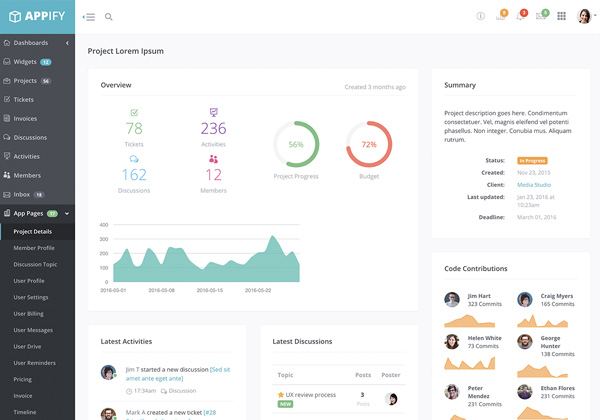 APPIFY
Dashboards
Widgets 12
Projects 56
Tickets
Invoices
Discussions
Activities
Members
Inbox 18
App Pages 17
Project Details
Member Profile
Discussion Topic
User Profile
User Settings
User Billing
User Messages
User Drive
User Reminders
Pricing
Invoice
Timeline
Project Lorem Ipsum
Overview
Created 3 months ago
78
Tickets
236
Activities
162
Discussions
12
Members
56%
Project Progress
72%
Budget
400
300
200
100
0
2016-05-01 2016-05-08 2016-05-15 2016-05-22
Latest Activities
Jim T started a new discussion [Sed sit
amet ante eget ante]
17:34am Discussion
Mark A created a new ticket [#28
Latest Discussions
Topic Posts Poster
UX review process
NEW
3
Posts
Summary
Project description goes here. Condimentum
consectetuer. Vel, magnis eleifend vel potenti
phasellus. Non integer. Conubia mus. Aliquam
rutrum.
Status: In Progress
Created: Nov 23, 2015
Client: Media Studio
Last updated: Jan 23, 2016 at
10:23am
Deadline: March 01, 2016
Code Contributions
Jim Hart
323 Commits
Craig Myers
165 Commits
Helen White
73 Commits
George
Hunter
138 Commits
Peter
Mendez
231 Commits
Ethan Flores
231 Commits